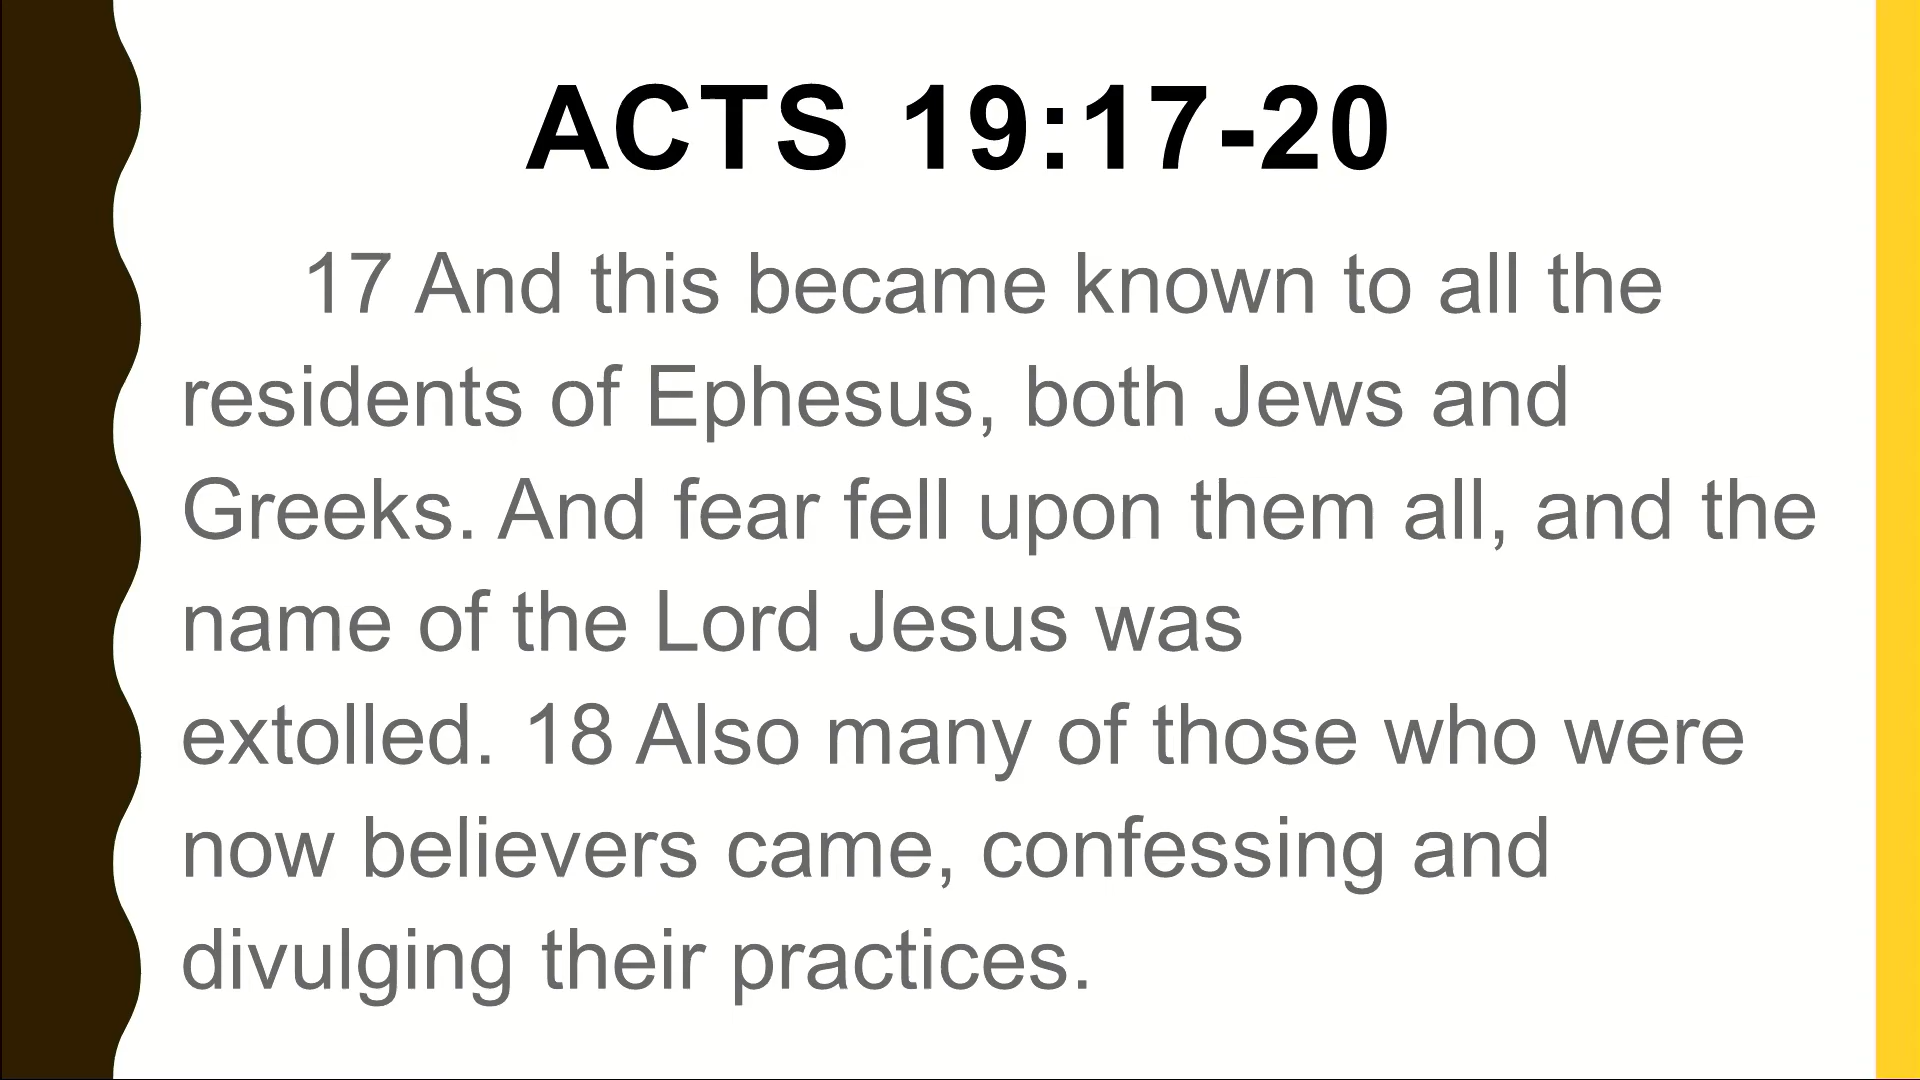 ACTS 19:17-20
17 And this became known to all the
residents of Ephesus, both Jews and
Greeks. And fear fell upon them all, and the
name of the Lord Jesus was
extolled. 18 Also many of those who were
now believers came, confessing and
divulging their practices.